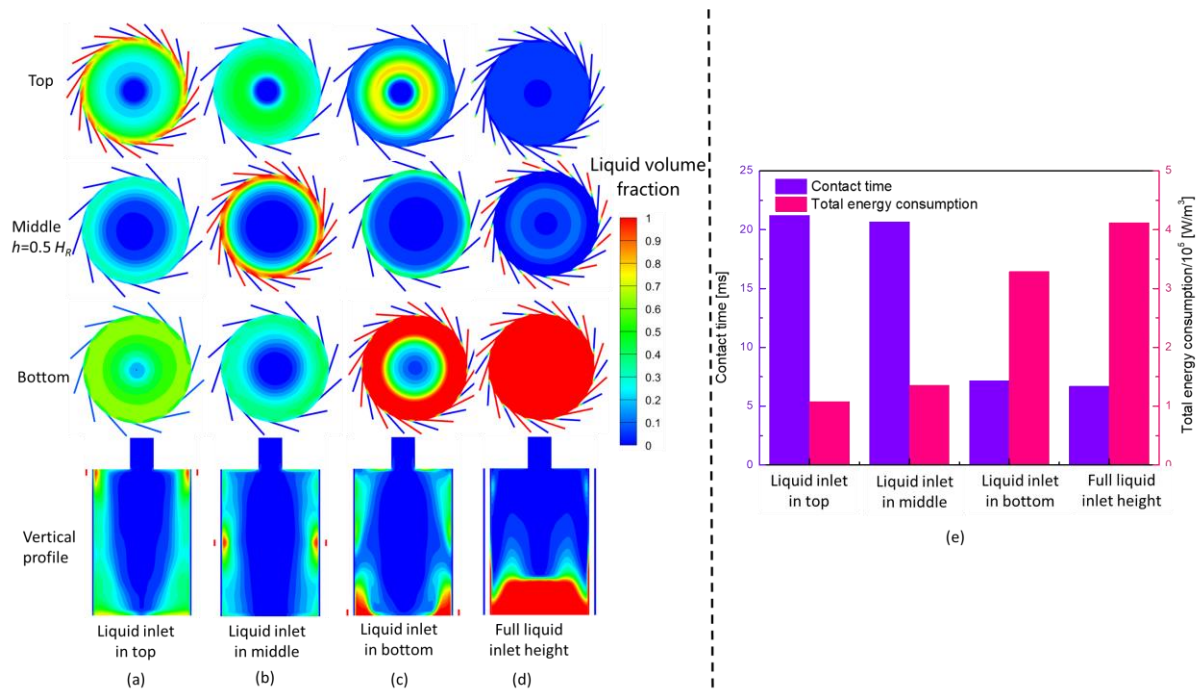 Top
Middle
h=0.5 H_R
Bottom
Vertical
profile
Liquid volume
fraction
1
0.9
0.8
0.7
0.6
0.5
0.4
0.3
0.2
0.1
0
Liquid inlet
in top
(a)
Liquid inlet
in middle
(b)
Liquid inlet
in bottom
(c)
Full liquid
inlet height
(d)
Contact time
Total energy consumption
Contact time [ms]
25
20
15
10
5
0
Total energy consumption/10⁶ [W/m³]
5
4
3
2
1
0
Liquid inlet
in top
Liquid inlet
in middle
Liquid inlet
in bottom
Full liquid
inlet height
(e)